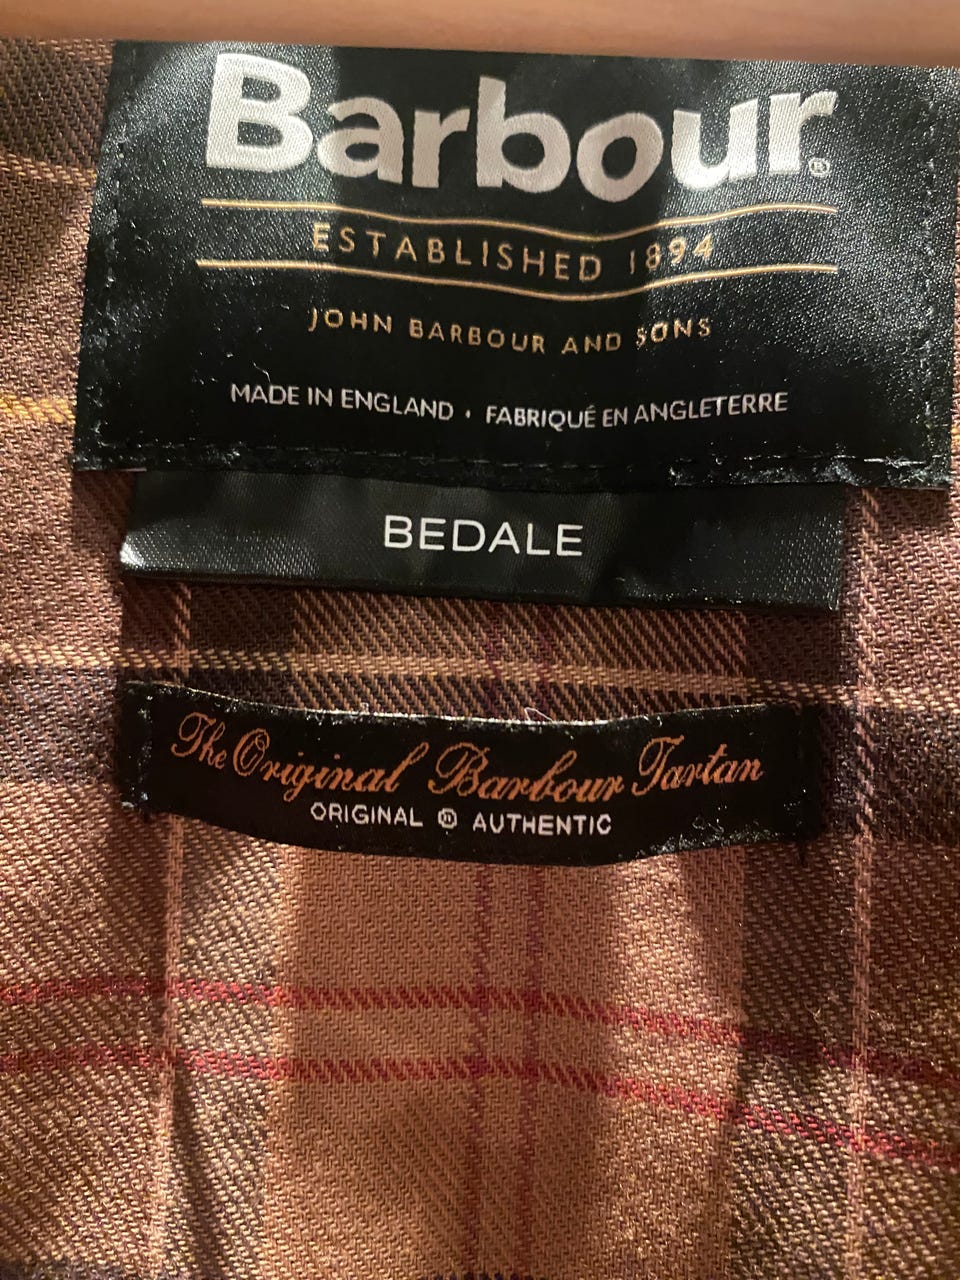 Barbour®
ESTABLISHED 1894
JOHN BARBOUR AND SONS
MADE IN ENGLAND · FABRIQUÉ EN ANGLETERRE
BEDALE
The Original Barbour Tartan
ORIGINAL ® AUTHENTIC